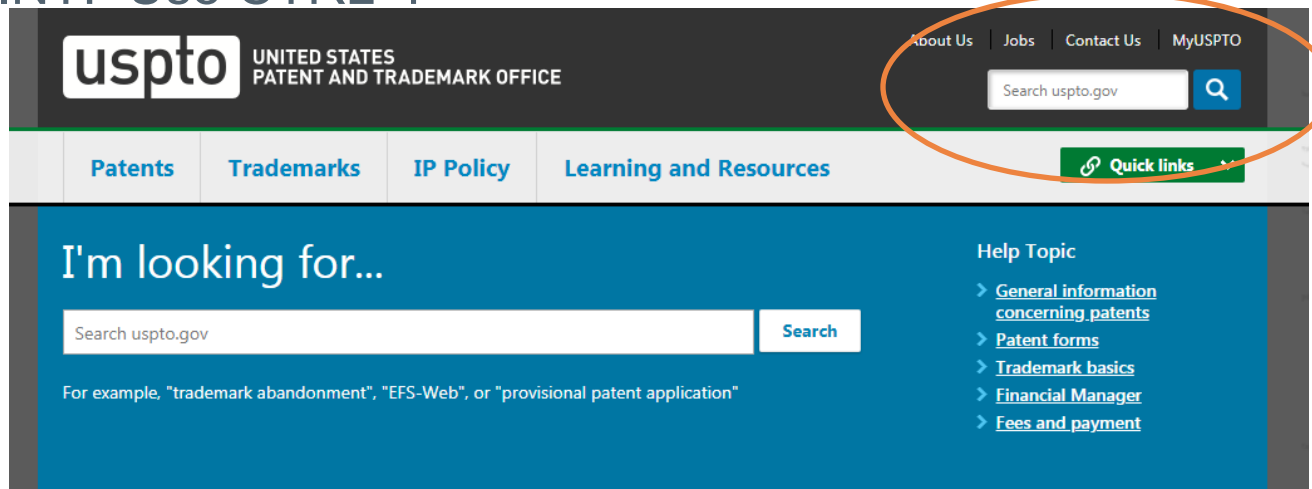 uspto UNITED STATES
PATENT AND TRADEMARK OFFICE
About Us Jobs Contact Us MyUSPTO
Search uspto.gov
Patents Trademarks IP Policy Learning and Resources Quick links
I'm looking for...
Search uspto.gov Search
For example, "trademark abandonment", "EFS-Web", or "provisional patent application"
Help Topic
General information
concerning patents
Patent forms
Trademark basics
Financial Manager
Fees and payment